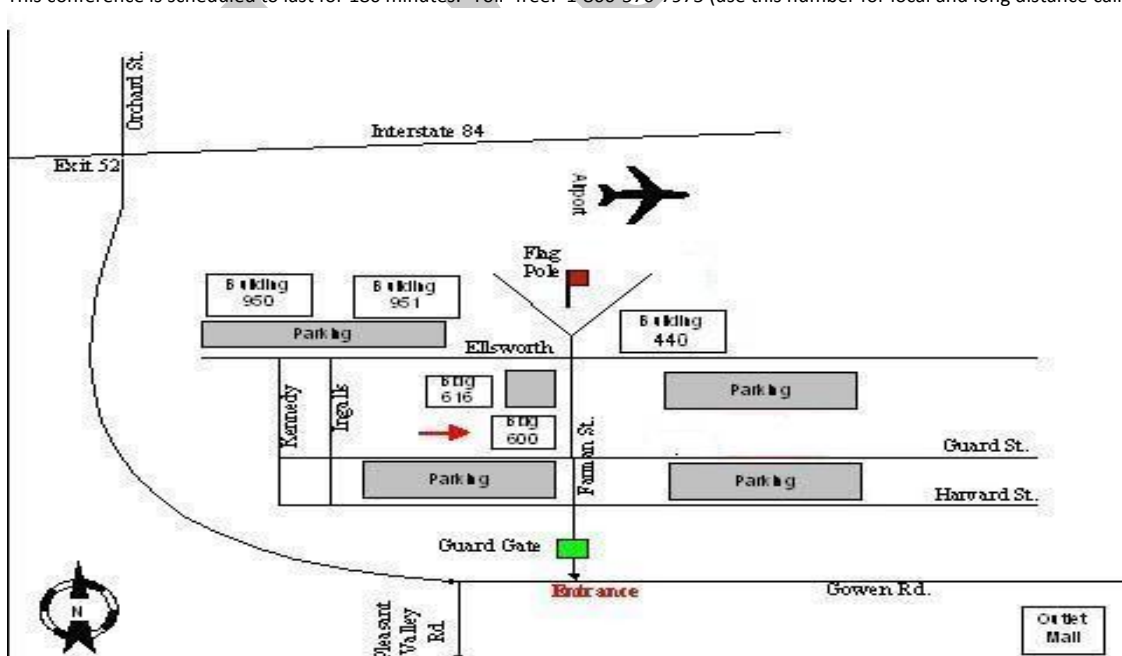 This conference is scheduled to last for 180 minutes. Toll-free: 1-800-370-7973 (use this number for local and long distance call
Orchard St.
Interstate 84
Exit 52
Airport
Flag
Pole
Building
950
Building
951
Building
440
Parking
Ellsworth
Bldg
616
Parking
Kennedy
Ingalls
Bldg
600
Farman St.
Guard St.
Parking
Parking
Harvard St.
Guard Gate
Entrance
Gowen Rd.
Pleasant
Valley
Rd.
N
Outlet
Mall